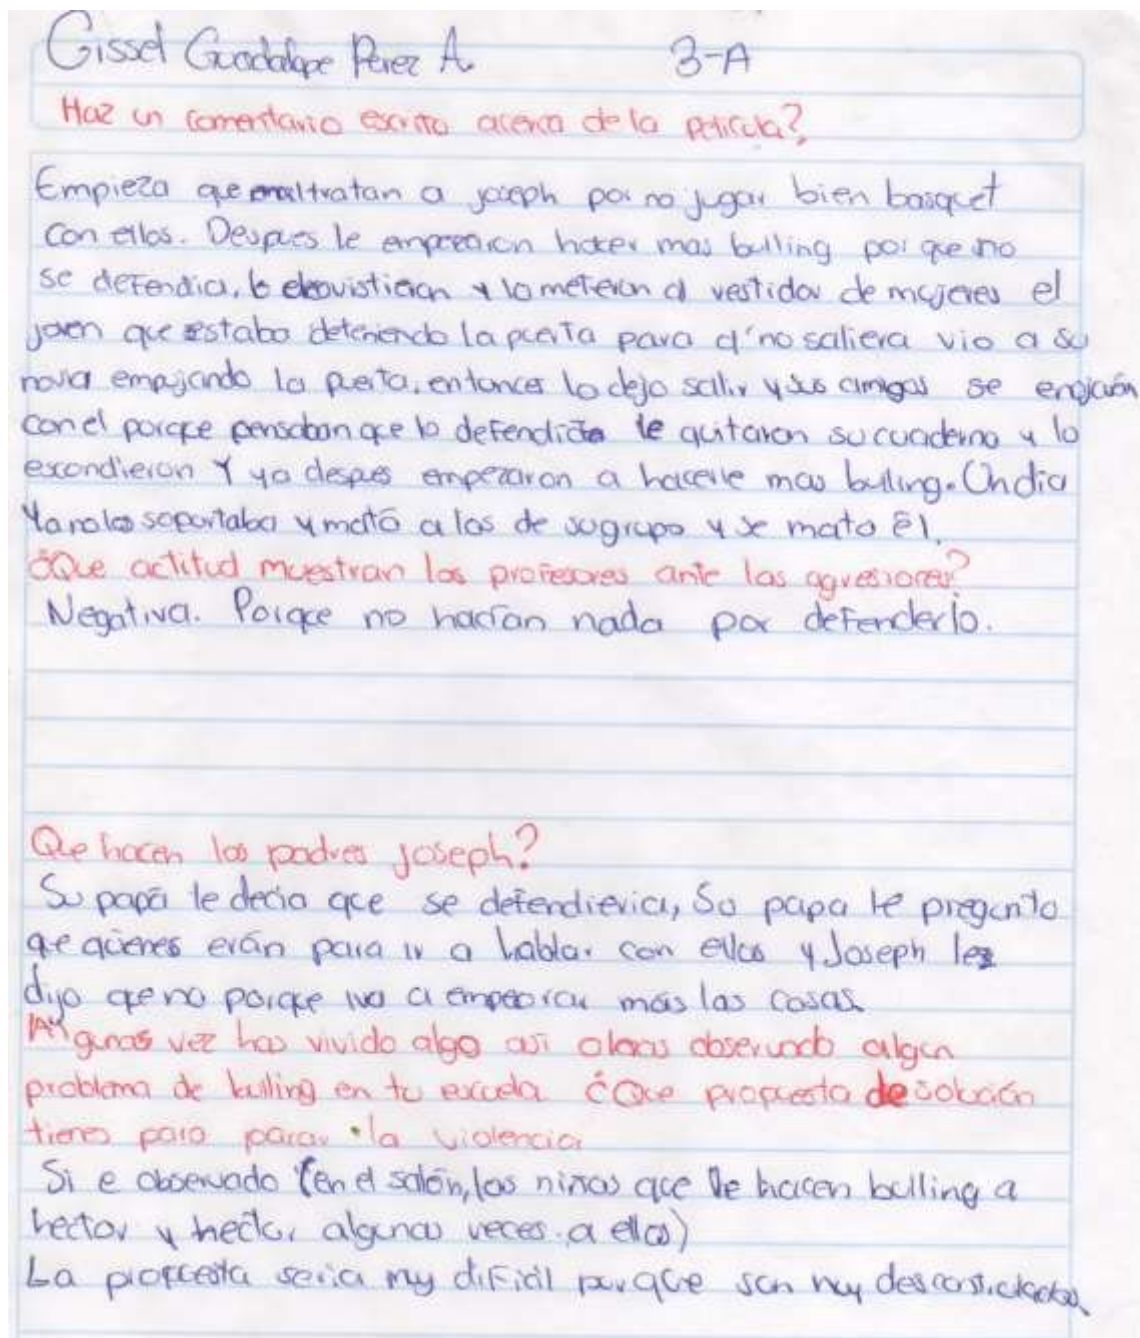 Gissel Guadalupe Perez A. 3-A
Haz un comentario escrito acerca de la pelicula?
Empieza que maltratan a joseph por no jugar bien basquet
con ellos. Despues le empezaron hacer mas bulling por que no
se defendia, lo desvistieron y lo metieron al vestidor de mujeres el
joven que estaba deteniendo la puerta para q' no saliera vio a su
novia empujando la puerta, entonces lo dejo salir y sus amigos se enojaron
con el porque pensaban que lo defendio le quitaron su cuaderno y lo
escondieron Y ya despues empezaron a hacerle mas bulling. Un dia
Ya no los soportaba y mató a los de su grupo y se mato él.
¿Que actitud muestran los profesores ante las agresiones?
Negativa. Porque no hacían nada por defenderlo.
Que hacen los padres joseph?
Su papá le decia que se defendiera, Su papa le pregunto
que quienes erán para ir a hablar con ellos y Joseph les
dijo que no porque iva a empeorar más las cosas.
Algunas vez has vivido algo asi o has observado algun
problema de bulling en tu escuela ¿Que propuesta de solución
tienes para parar la violencia
Si e observado (en el salón, los niños que le hacen bulling a
hector y hector algunas veces a ellos)
La propuesta seria muy dificil porque son muy